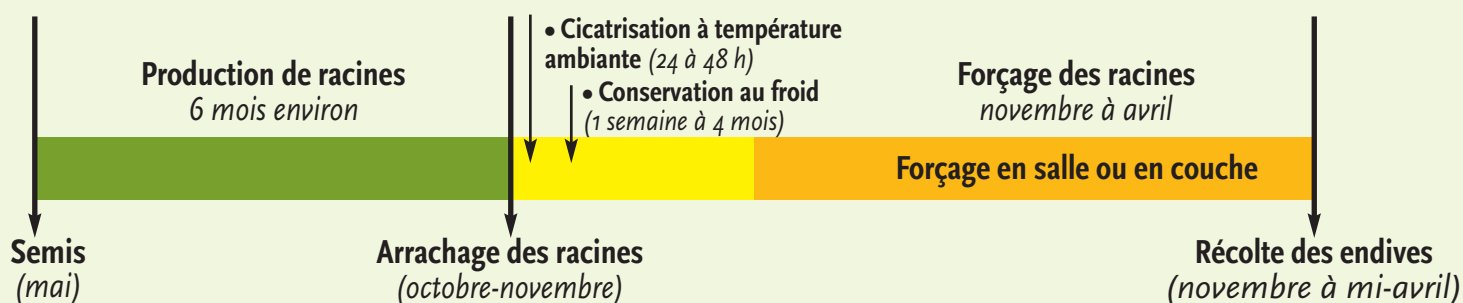 • Cicatrisation à température
ambiante (24 à 48 h)
Production de racines
6 mois environ
• Conservation au froid
(1 semaine à 4 mois)
Forçage des racines
novembre à avril
Forçage en salle ou en couche
Semis
(mai)
Arrachage des racines
(octobre-novembre)
Récolte des endives
(novembre à mi-avril)